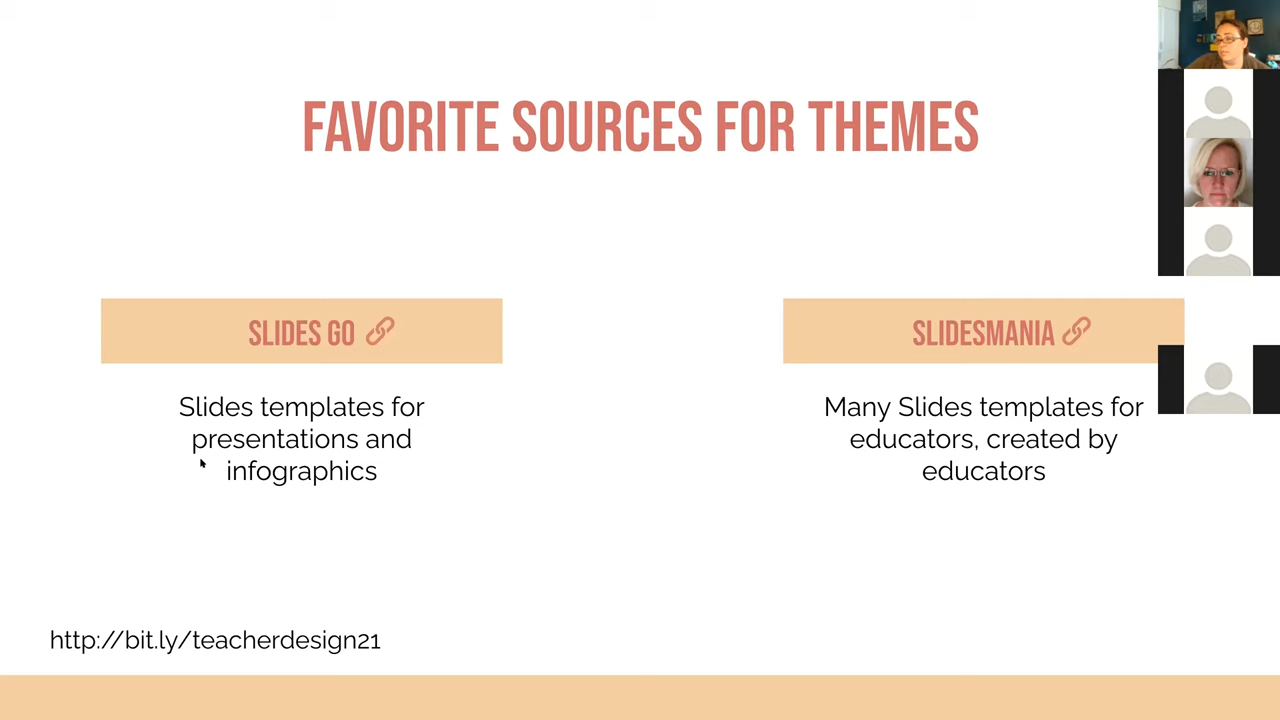 FAVORITE SOURCES FOR THEMES
SLIDES GO
Slides templates for
presentations and
infographics
SLIDESMANIA
Many Slides templates for
educators, created by
educators
http://bit.ly/teacherdesign21